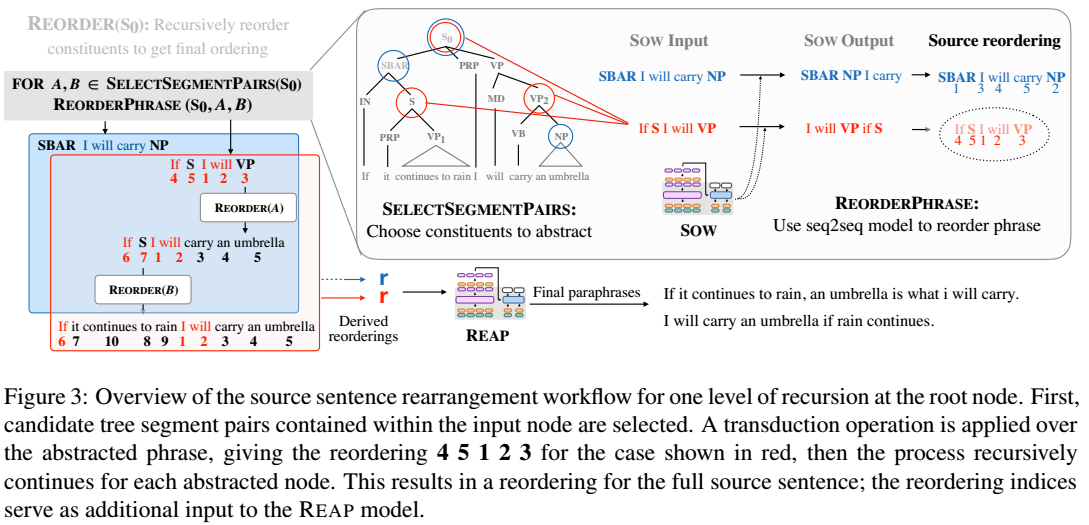 REORDER(S0): Recursively reorder
constituents to get final ordering
FOR A, B ∈ SELECTSEGMENTPAIRS(S0)
REORDERPHRASE (S0, A, B)
SBAR I will carry NP
If S I will VP
4 5 1 2 3
REORDER(A)
If S I will carry an umbrella
6 7 1 2 3 4 5
REORDER(B)
If it continues to rain I will carry an umbrella
6 7 10 8 9 1 2 3 4 5
S0
SBAR PRP VP
IN S MD VP2
PRP VP1 VB NP
If it continues to rain I will carry an umbrella
SELECTSEGMENTPAIRS:
Choose constituents to abstract
SOW Input
SBAR I will carry NP
If S I will VP
SOW
SOW Output
SBAR NP I carry
I will VP if S
Source reordering
SBAR I will carry NP
1 3 4 5 2
If S I will VP
4 5 1 2 3
REORDERPHRASE:
Use seq2seq model to reorder phrase
r
r
Derived
reorderings
REAP
Final paraphrases
If it continues to rain, an umbrella is what i will carry.
I will carry an umbrella if rain continues.
Figure 3: Overview of the source sentence rearrangement workflow for one level of recursion at the root node. First,
candidate tree segment pairs contained within the input node are selected. A transduction operation is applied over
the abstracted phrase, giving the reordering 4 5 1 2 3 for the case shown in red, then the process recursively
continues for each abstracted node. This results in a reordering for the full source sentence; the reordering indices
serve as additional input to the REAP model.